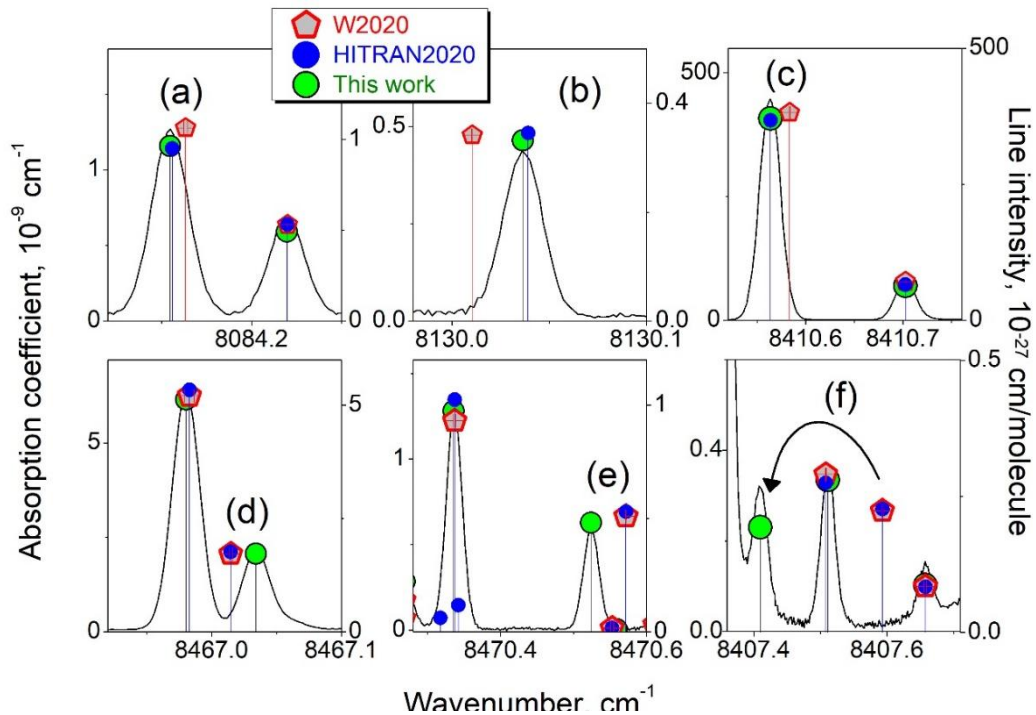 W2020
HITRAN2020
This work
(a)
(b)
(c)
1
0
8084.2
1
0
0.5
0.0
8130.0
8130.1
0.4
0.0
500
0
8410.6
8410.7
500
0
(d)
(e)
(f)
5
0
8467.0
8467.1
5
0
1
0
8470.4
8470.6
1
0
0.4
0.0
8407.4
8407.6
0.5
0.0
Absorption coefficient, 10-9 cm-1
Line intensity, 10-27 cm/molecule
Wavenumber, cm-1